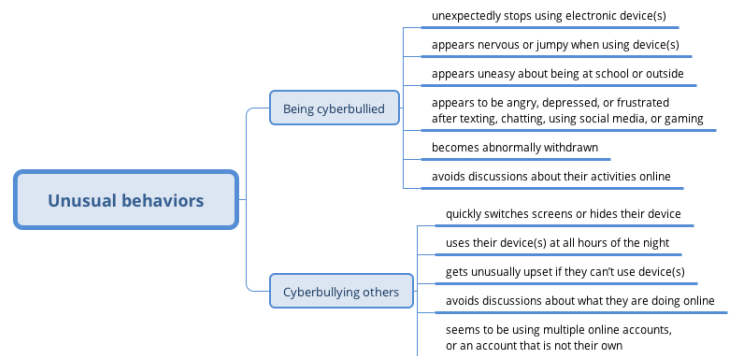 Unusual behaviors
Being cyberbullied
unexpectedly stops using electronic device(s)
appears nervous or jumpy when using device(s)
appears uneasy about being at school or outside
appears to be angry, depressed, or frustrated
after texting, chatting, using social media, or gaming
becomes abnormally withdrawn
avoids discussions about their activities online
Cyberbullying others
quickly switches screens or hides their device
uses their device(s) at all hours of the night
gets unusually upset if they can’t use device(s)
avoids discussions about what they are doing online
seems to be using multiple online accounts,
or an account that is not their own